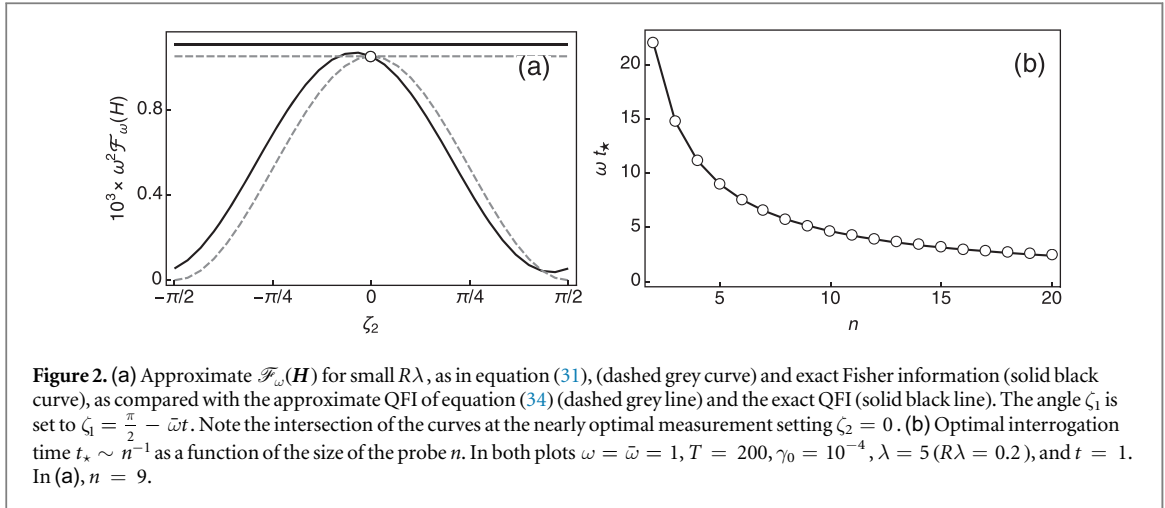 (a)
10³ × ω²ℱω(H)
0.8
0.4
0
−π/2
−π/4
0
π/4
π/2
ζ₂
(b)
ω t⋆
20
15
10
5
0
5
10
15
20
n
Figure 2. (a) Approximate ℱω(H) for small Rλ, as in equation (31), (dashed grey curve) and exact Fisher information (solid black
curve), as compared with the approximate QFI of equation (34) (dashed grey line) and the exact QFI (solid black line). The angle ζ₁ is
set to ζ₁ = π/2 − ω̄t. Note the intersection of the curves at the nearly optimal measurement setting ζ₂ = 0. (b) Optimal interrogation
time t⋆ ∼ n⁻¹ as a function of the size of the probe n. In both plots ω = ω̄ = 1, T = 200, γ₀ = 10⁻⁴, λ = 5 (Rλ = 0.2), and t = 1.
In (a), n = 9.